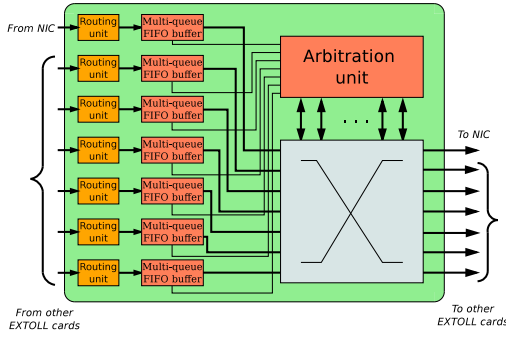 From NIC
Routing
unit
Multi-queue
FIFO buffer
Routing
unit
Multi-queue
FIFO buffer
Routing
unit
Multi-queue
FIFO buffer
Routing
unit
Multi-queue
FIFO buffer
Routing
unit
Multi-queue
FIFO buffer
Routing
unit
Multi-queue
FIFO buffer
Routing
unit
Multi-queue
FIFO buffer
Arbitration
unit
. . .
To NIC
From other
EXTOLL cards
To other
EXTOLL cards